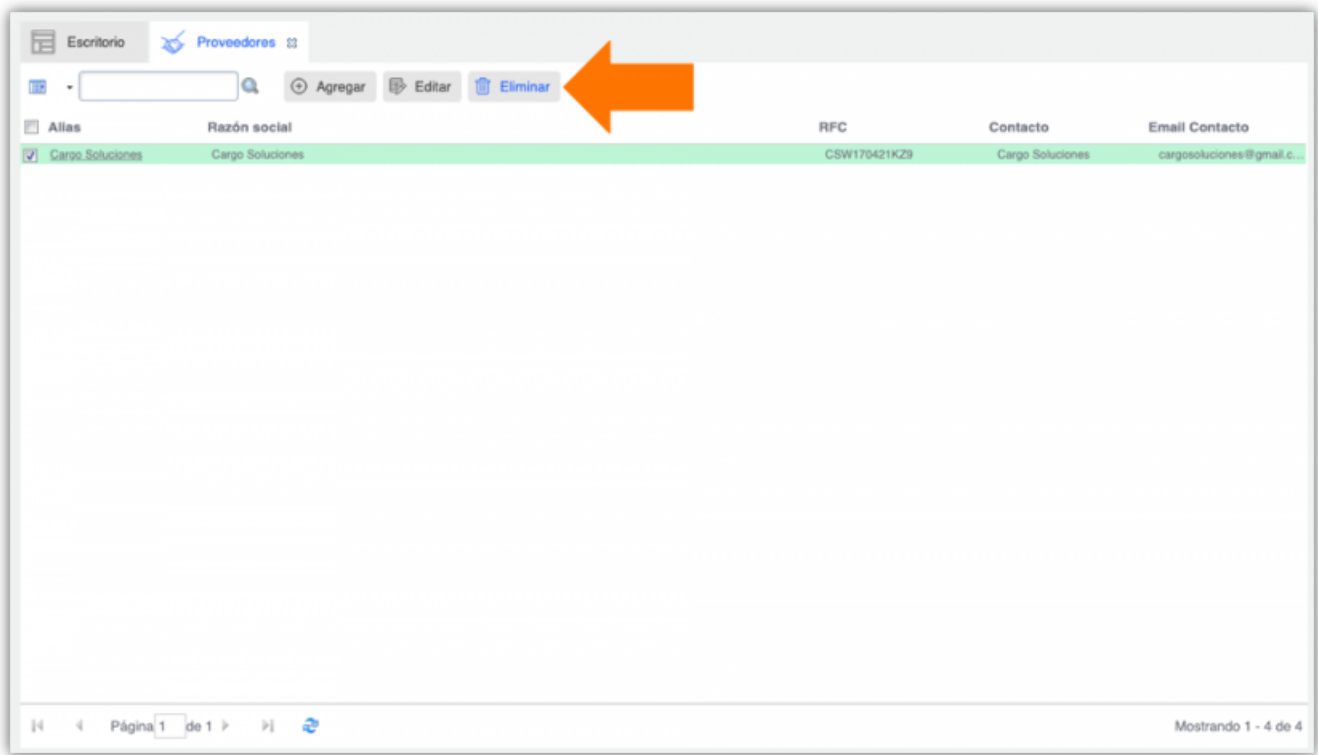 Escritorio Proveedores
Agregar Editar Eliminar
Alias Razón social RFC Contacto Email Contacto
Cargo Soluciones Cargo Soluciones CSW170421KZ9 Cargo Soluciones cargosoluciones@gmail.c...
Página 1 de 1 Mostrando 1 - 4 de 4